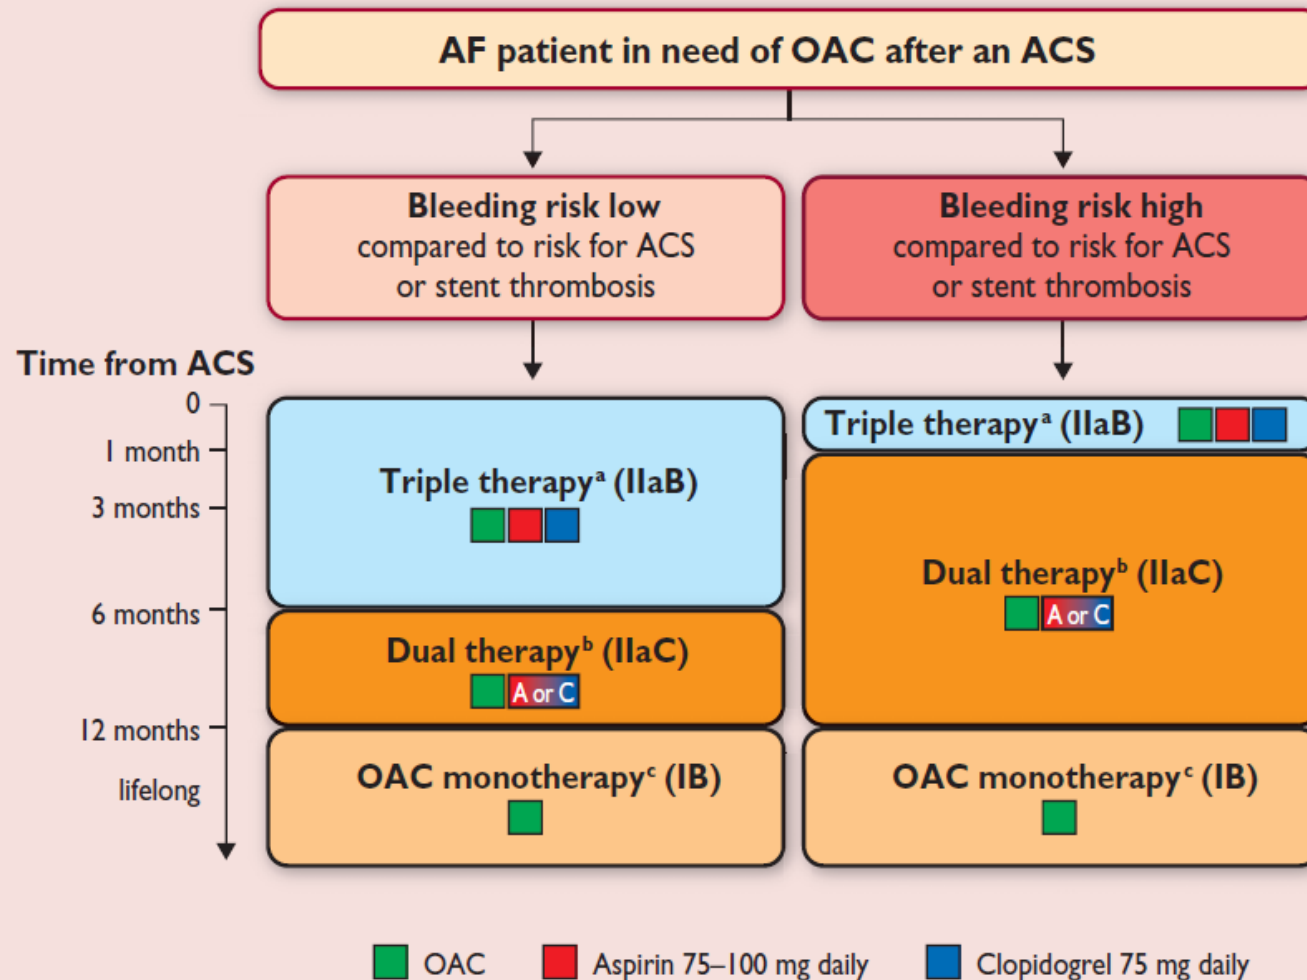 AF patient in need of OAC after an ACS
Bleeding risk low
compared to risk for ACS
or stent thrombosis
Bleeding risk high
compared to risk for ACS
or stent thrombosis
Time from ACS
0
1 month
3 months
6 months
12 months
lifelong
Triple therapyᵃ (IIaB)
Dual therapyᵇ (IIaC)
A or C
OAC monotherapyᶜ (IB)
Triple therapyᵃ (IIaB)
Dual therapyᵇ (IIaC)
A or C
OAC monotherapyᶜ (IB)
OAC
Aspirin 75–100 mg daily
Clopidogrel 75 mg daily